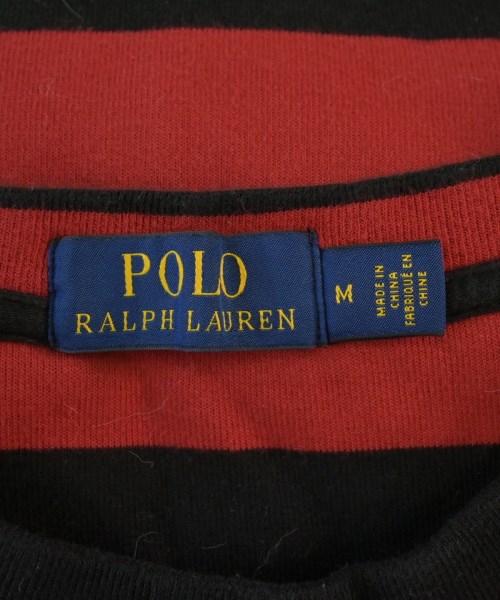 POLO
RALPH LAUREN
M
MADE IN
CHINA
FABRIQUÉ EN
CHINE